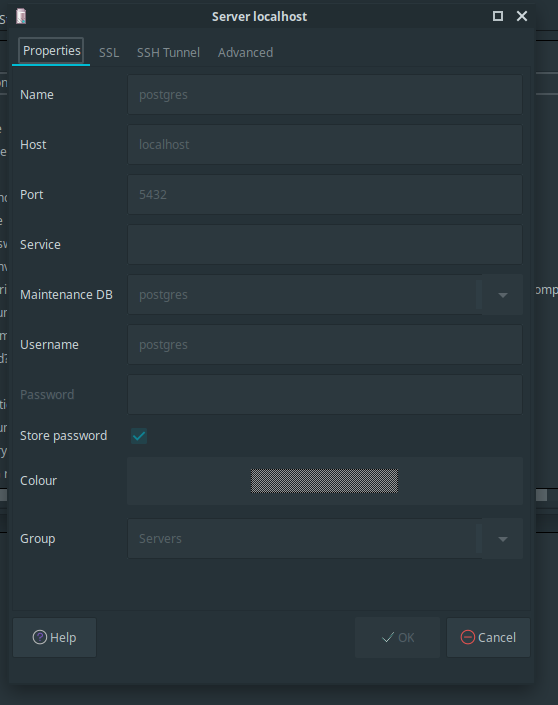 Server localhost
Properties SSL SSH Tunnel Advanced
Name postgres
Host localhost
Port 5432
Service
Maintenance DB postgres
Username postgres
Password
Store password
Colour
Group Servers
Help OK Cancel